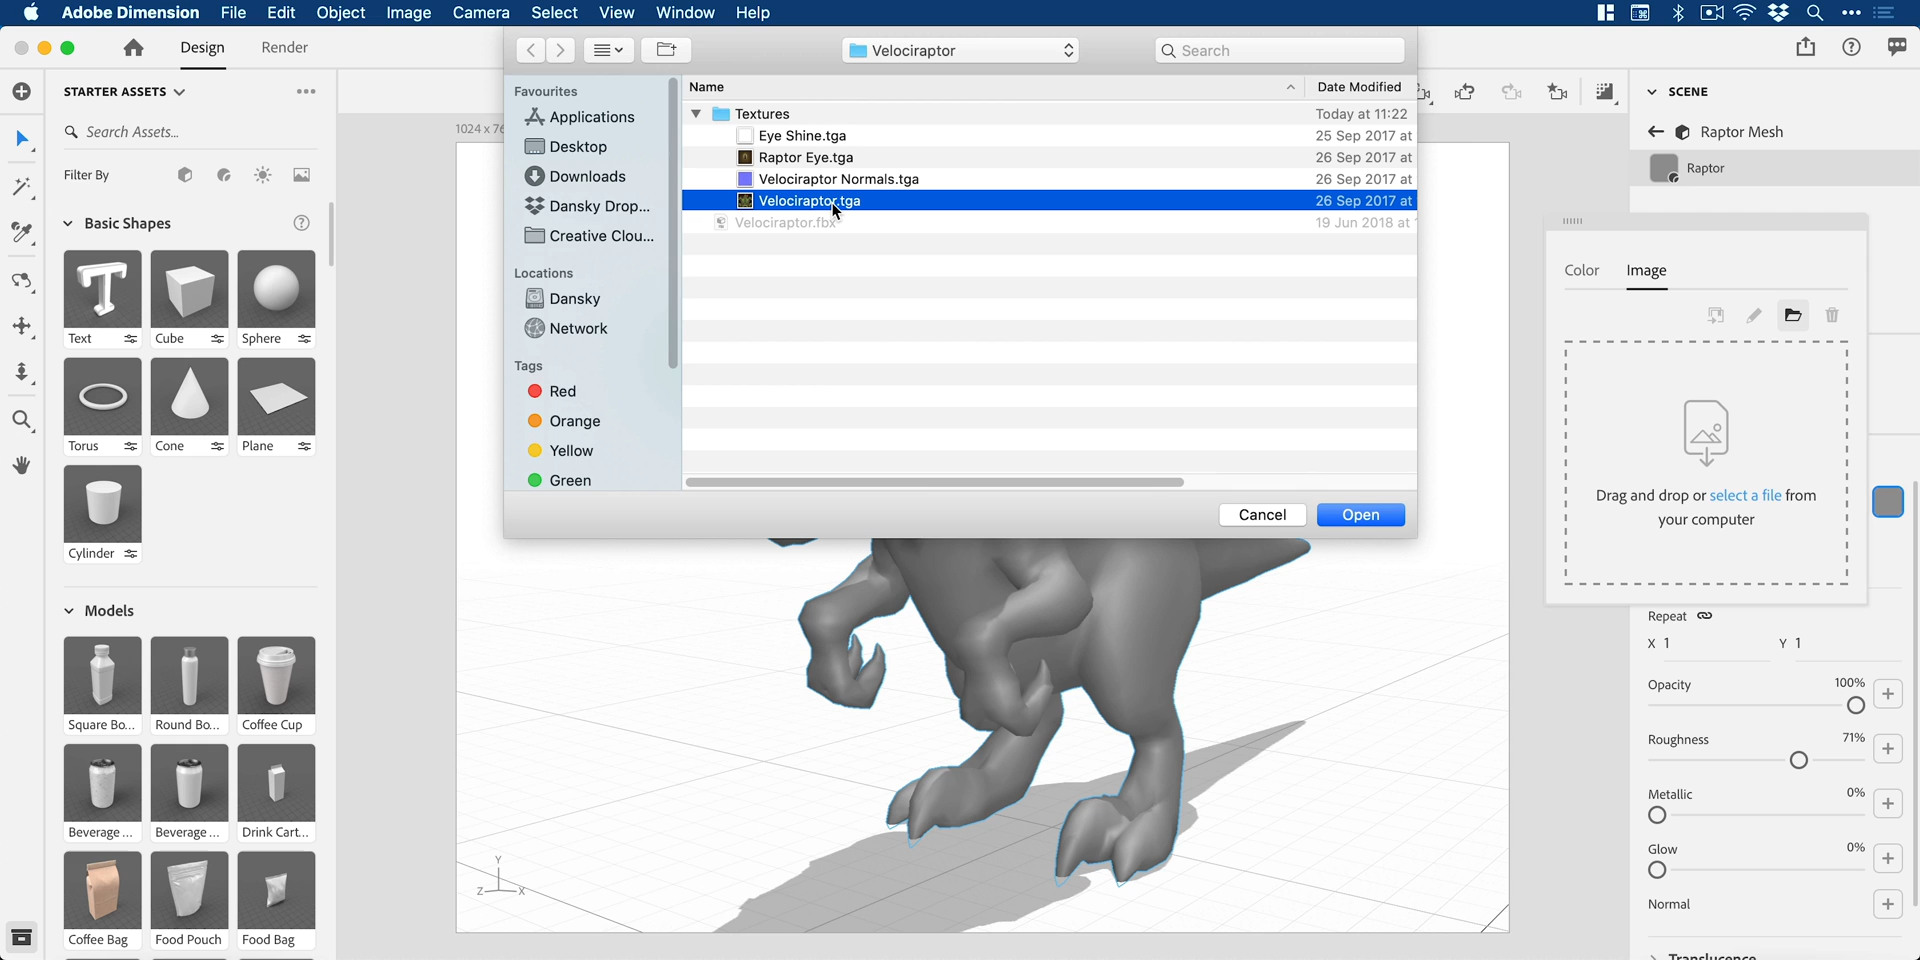 Adobe Dimension File Edit Object Image Camera Select View Window Help
Design Render
Velociraptor
Search
STARTER ASSETS
Search Assets...
Filter By
Basic Shapes
Text Cube Sphere
Torus Cone Plane
Cylinder
Models
Square Bo... Round Bo... Coffee Cup
Beverage ... Beverage ... Drink Cart...
Coffee Bag Food Pouch Food Bag
1024 x 76
Favourites
Applications
Desktop
Downloads
Dansky Drop...
Creative Clou...
Locations
Dansky
Network
Tags
Red
Orange
Yellow
Green
Name Date Modified
Textures Today at 11:22
Eye Shine.tga 25 Sep 2017 at
Raptor Eye.tga 26 Sep 2017 at
Velociraptor Normals.tga 26 Sep 2017 at
Velociraptor.tga 26 Sep 2017 at
Velociraptor.fbx 19 Jun 2018 at
Cancel Open
Y
Z X
SCENE
Raptor Mesh
Raptor
Color Image
Drag and drop or select a file from
your computer
Repeat
X 1 Y 1
Opacity 100%
Roughness 71%
Metallic 0%
Glow 0%
Normal
Translucence